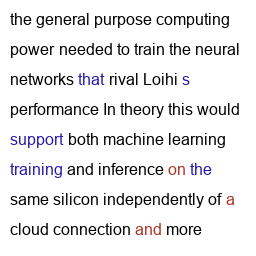 the general purpose computing
power needed to train the neural
networks that rival Loihi s
performance In theory this would
support both machine learning
training and inference on the
same silicon independently of a
cloud connection and more